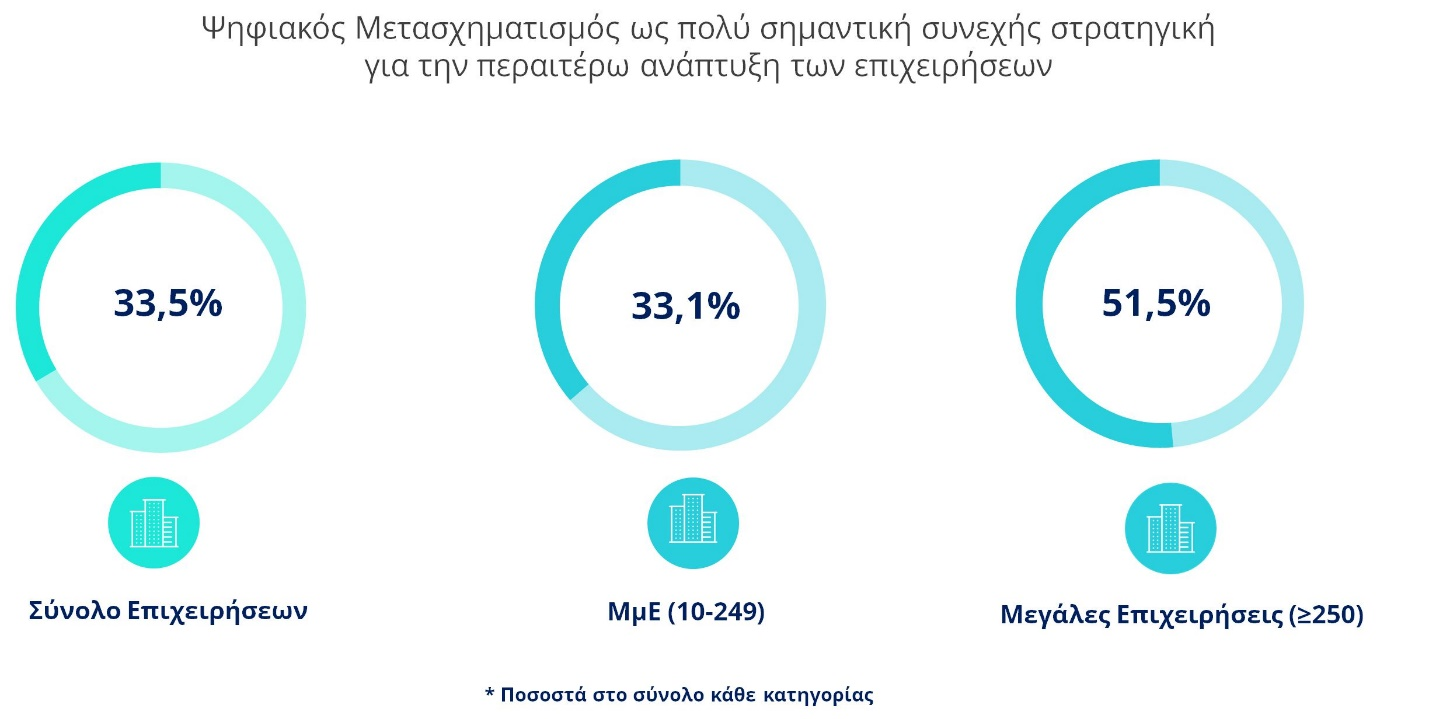 Ψηφιακός Μετασχηματισμός ως πολύ σημαντική συνεχής στρατηγική
για την περαιτέρω ανάπτυξη των επιχειρήσεων
33,5%
33,1%
51,5%
Σύνολο Επιχειρήσεων
ΜμΕ (10-249)
Μεγάλες Επιχειρήσεις (≥250)
* Ποσοστά στο σύνολο κάθε κατηγορίας